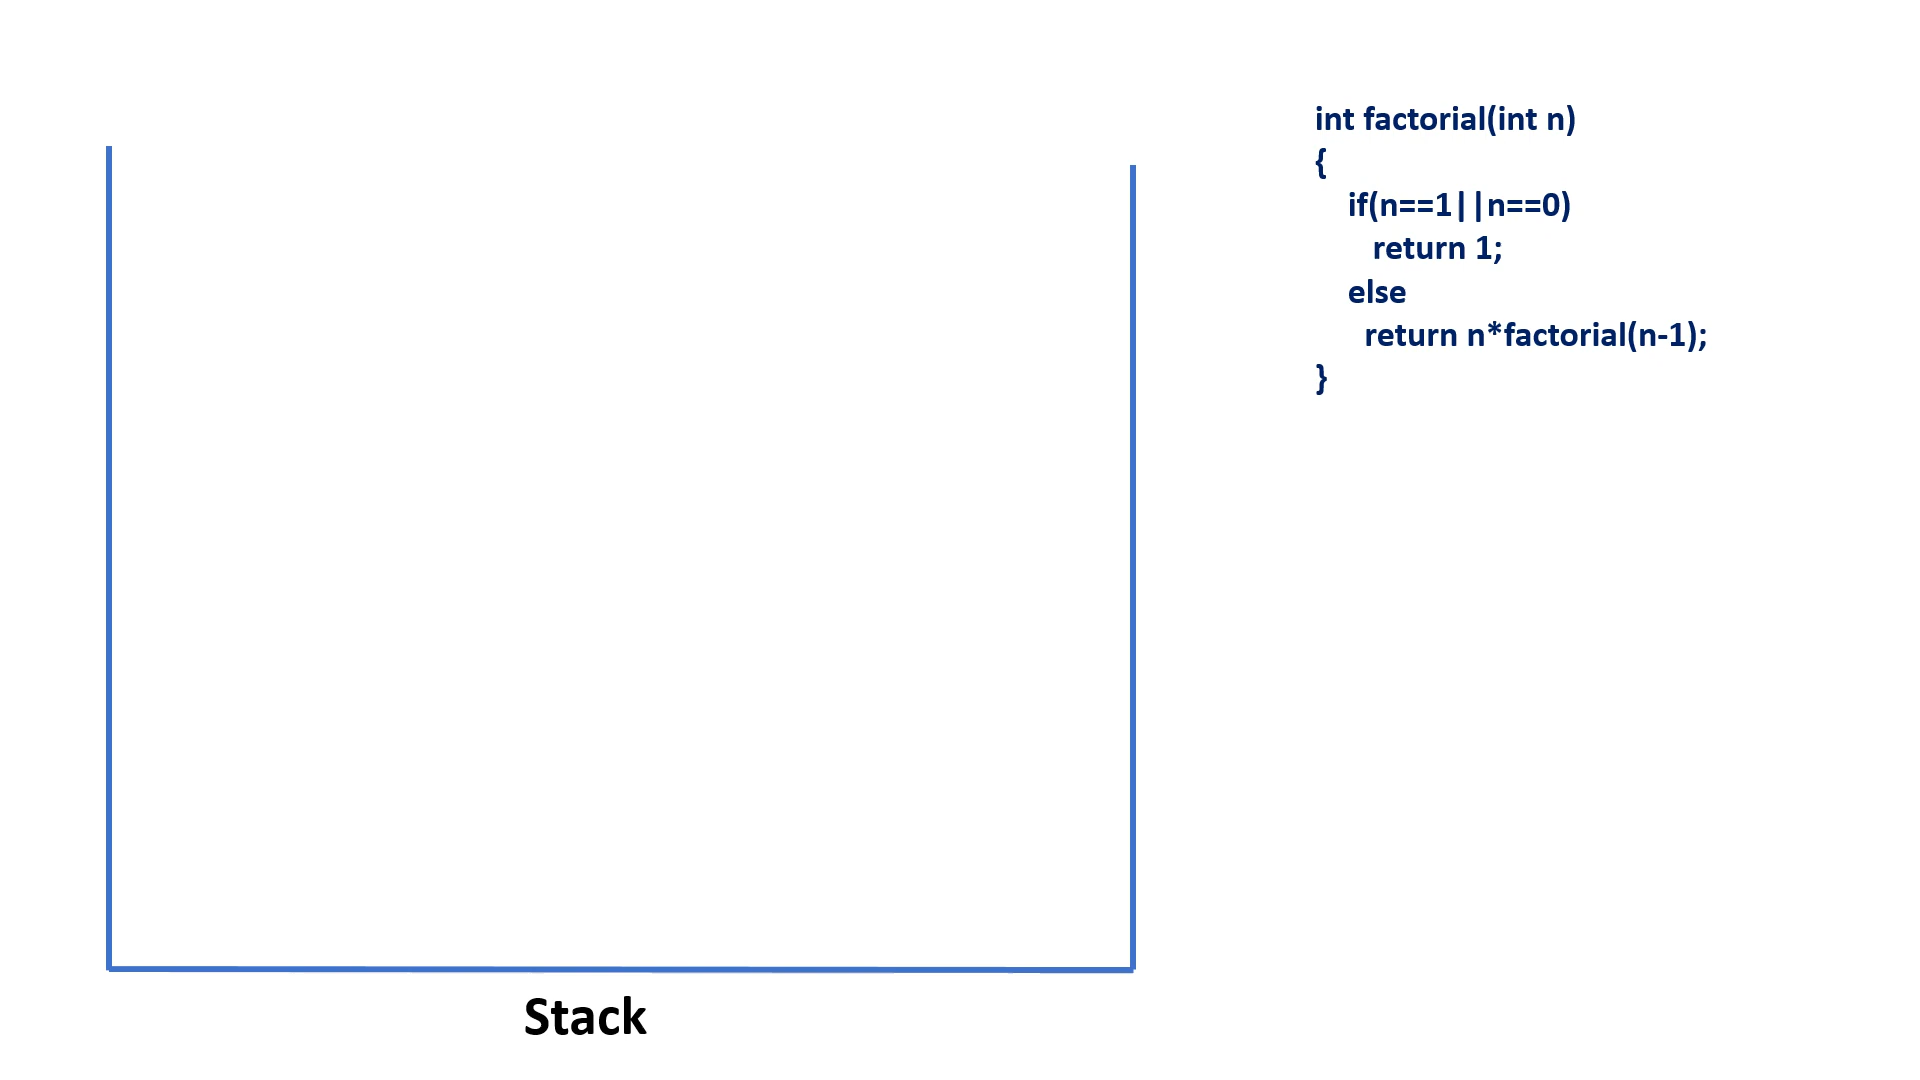 int factorial(int n)
{
if(n==1||n==0)
return 1;
else
return n*factorial(n-1);
}
Stack